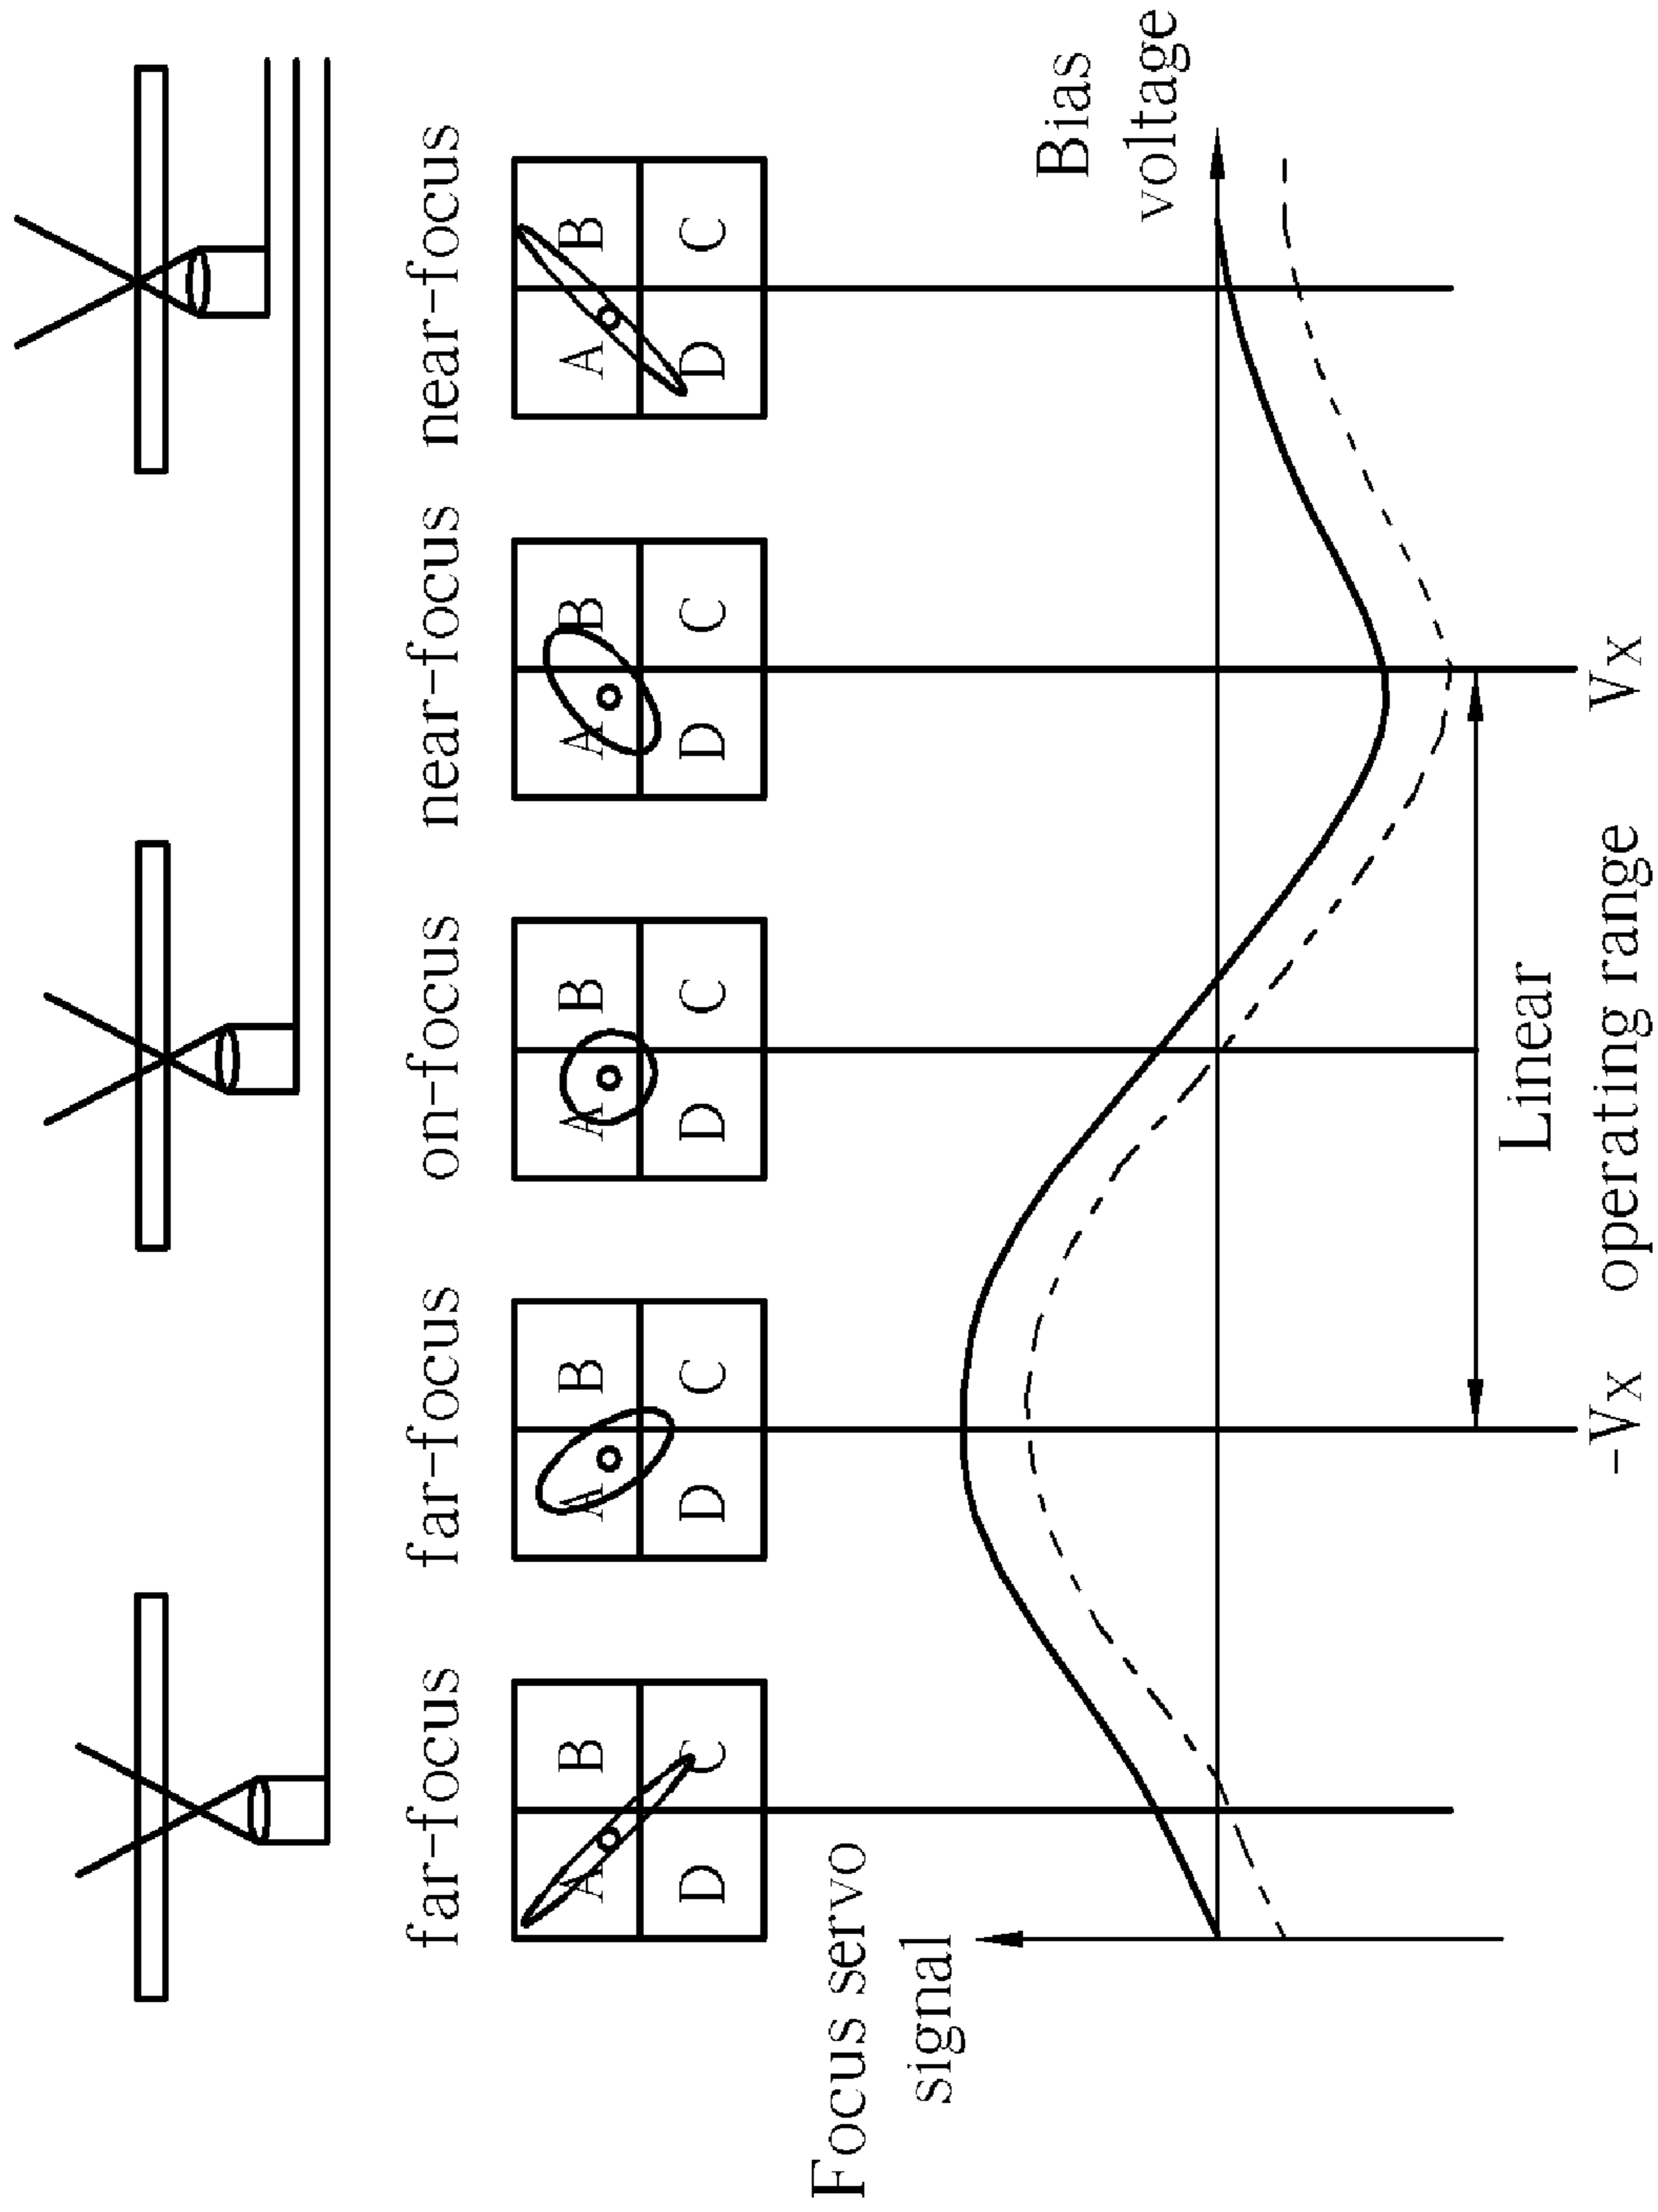 far-focus far-focus on-focus near-focus near-focus
A B A B A B A B A B
D C D C D C D C D C
Focus servo
signal
Bias
voltage
Linear
-Vx operating range Vx